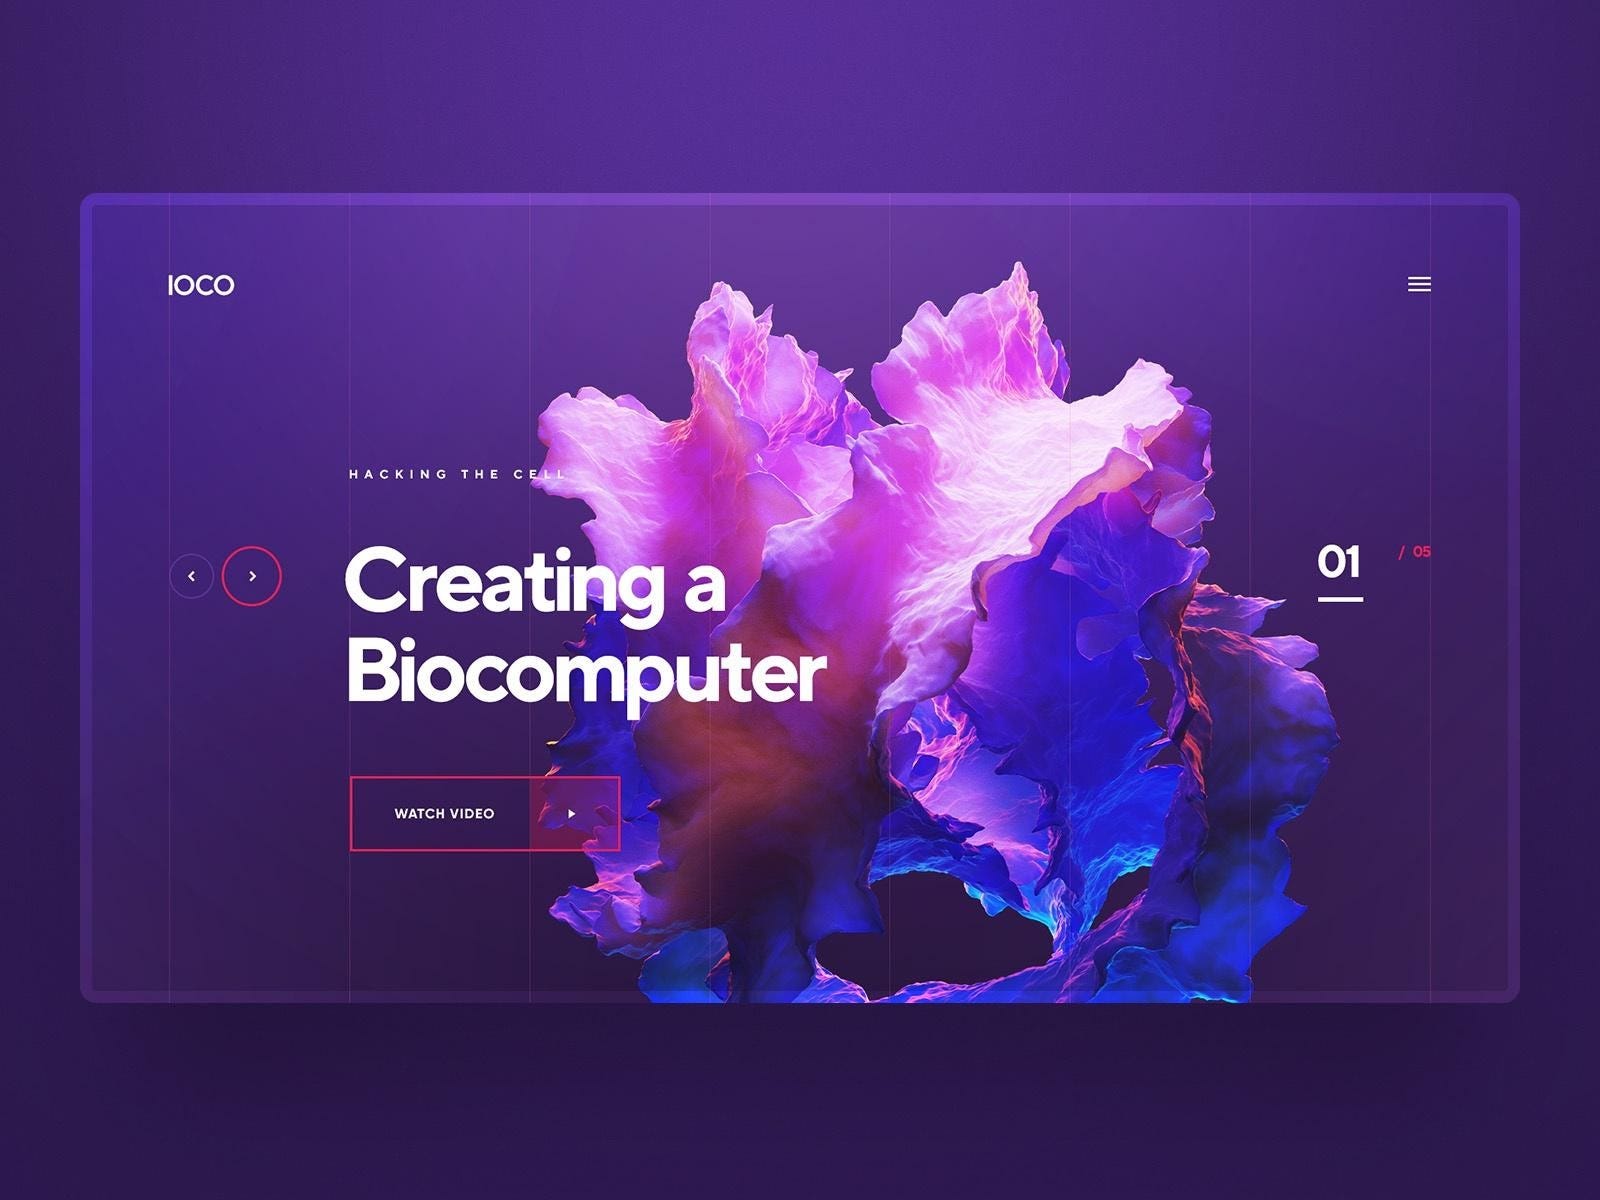 IOCO
HACKING THE CELL
Creating a
Biocomputer
01 / 05
WATCH VIDEO